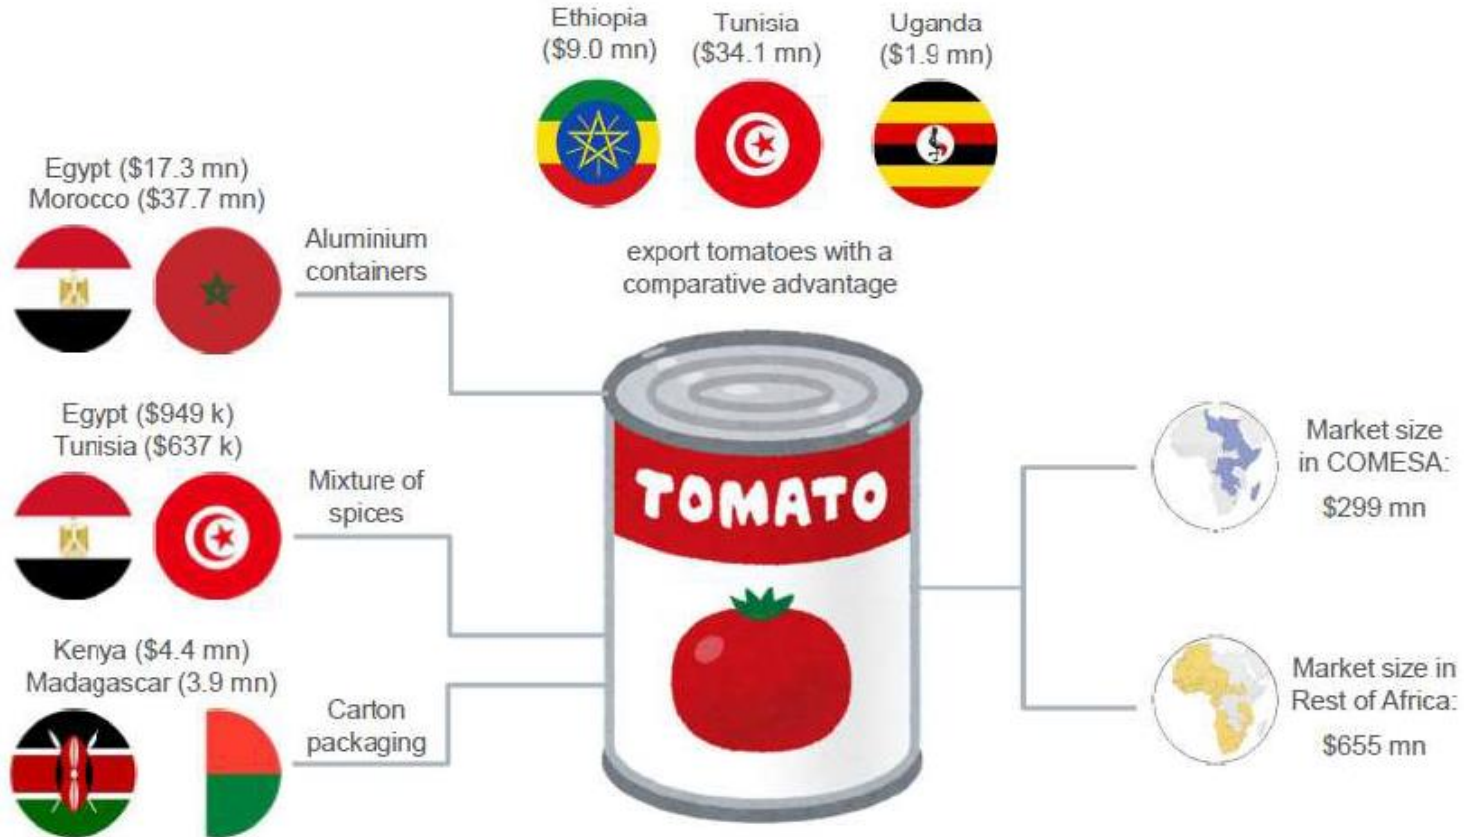 Ethiopia
($9.0 mn)
Tunisia
($34.1 mn)
Uganda
($1.9 mn)
export tomatoes with a
comparative advantage
Egypt ($17.3 mn)
Morocco ($37.7 mn)
Aluminium
containers
Egypt ($949 k)
Tunisia ($637 k)
Mixture of
spices
Kenya ($4.4 mn)
Madagascar (3.9 mn)
Carton
packaging
TOMATO
Market size
in COMESA:
$299 mn
Market size in
Rest of Africa:
$655 mn